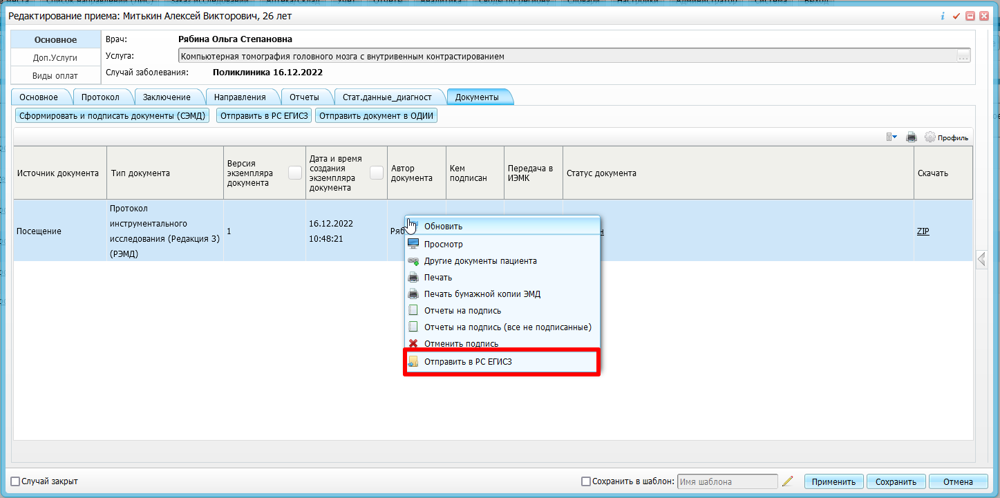 Редактирование приема: Митькин Алексей Викторович, 26 лет
Основное
Доп.Услуги
Виды оплат
Врач: Рябина Ольга Степановна
Услуга: Компьютерная томография головного мозга с внутривенным контрастированием
Случай заболевания: Поликлиника 16.12.2022
Основное Протокол Заключение Направления Отчеты Стат.данные_диагност Документы
Сформировать и подписать документы (СЭМД) Отправить в РС ЕГИСЗ Отправить документ в ОДИИ
Профиль
Источник документа
Тип документа
Версия
экземпляра
документа
Дата и время
создания
экземпляра
документа
Автор
документа
Кем
подписан
Передача в
ИЭМК
Статус документа
Скачать
Посещение
Протокол
инструментального
исследования (Редакция 3)
(РЭМД)
1
16.12.2022
10:48:21
Ряб
н
ZIP
Обновить
Просмотр
Другие документы пациента
Печать
Печать бумажной копии ЭМД
Отчеты на подпись
Отчеты на подпись (все не подписанные)
Отменить подпись
Отправить в РС ЕГИСЗ
Случай закрыт
Сохранить в шаблон: Имя шаблона
Применить Сохранить Отмена